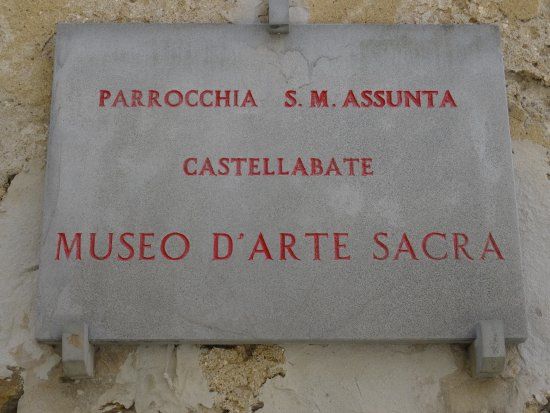 PARROCCHIA S. M. ASSUNTA
CASTELLABATE
MUSEO D'ARTE SACRA